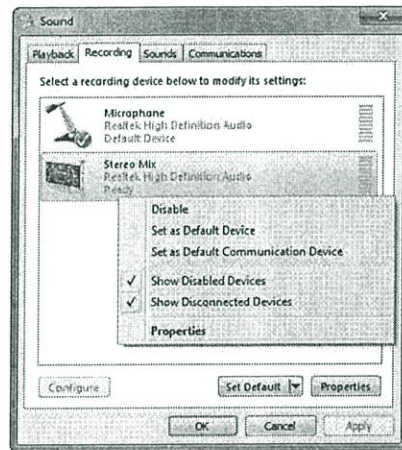 Sound
Playback Recording Sounds Communications
Select a recording device below to modify its settings:
Microphone
Realtek High Definition Audio
Default Device
Stereo Mix
Realtek High Definition Audio
Ready
Disable
Set as Default Device
Set as Default Communication Device
Show Disabled Devices
Show Disconnected Devices
Properties
Configure Set Default Properties
OK Cancel Apply